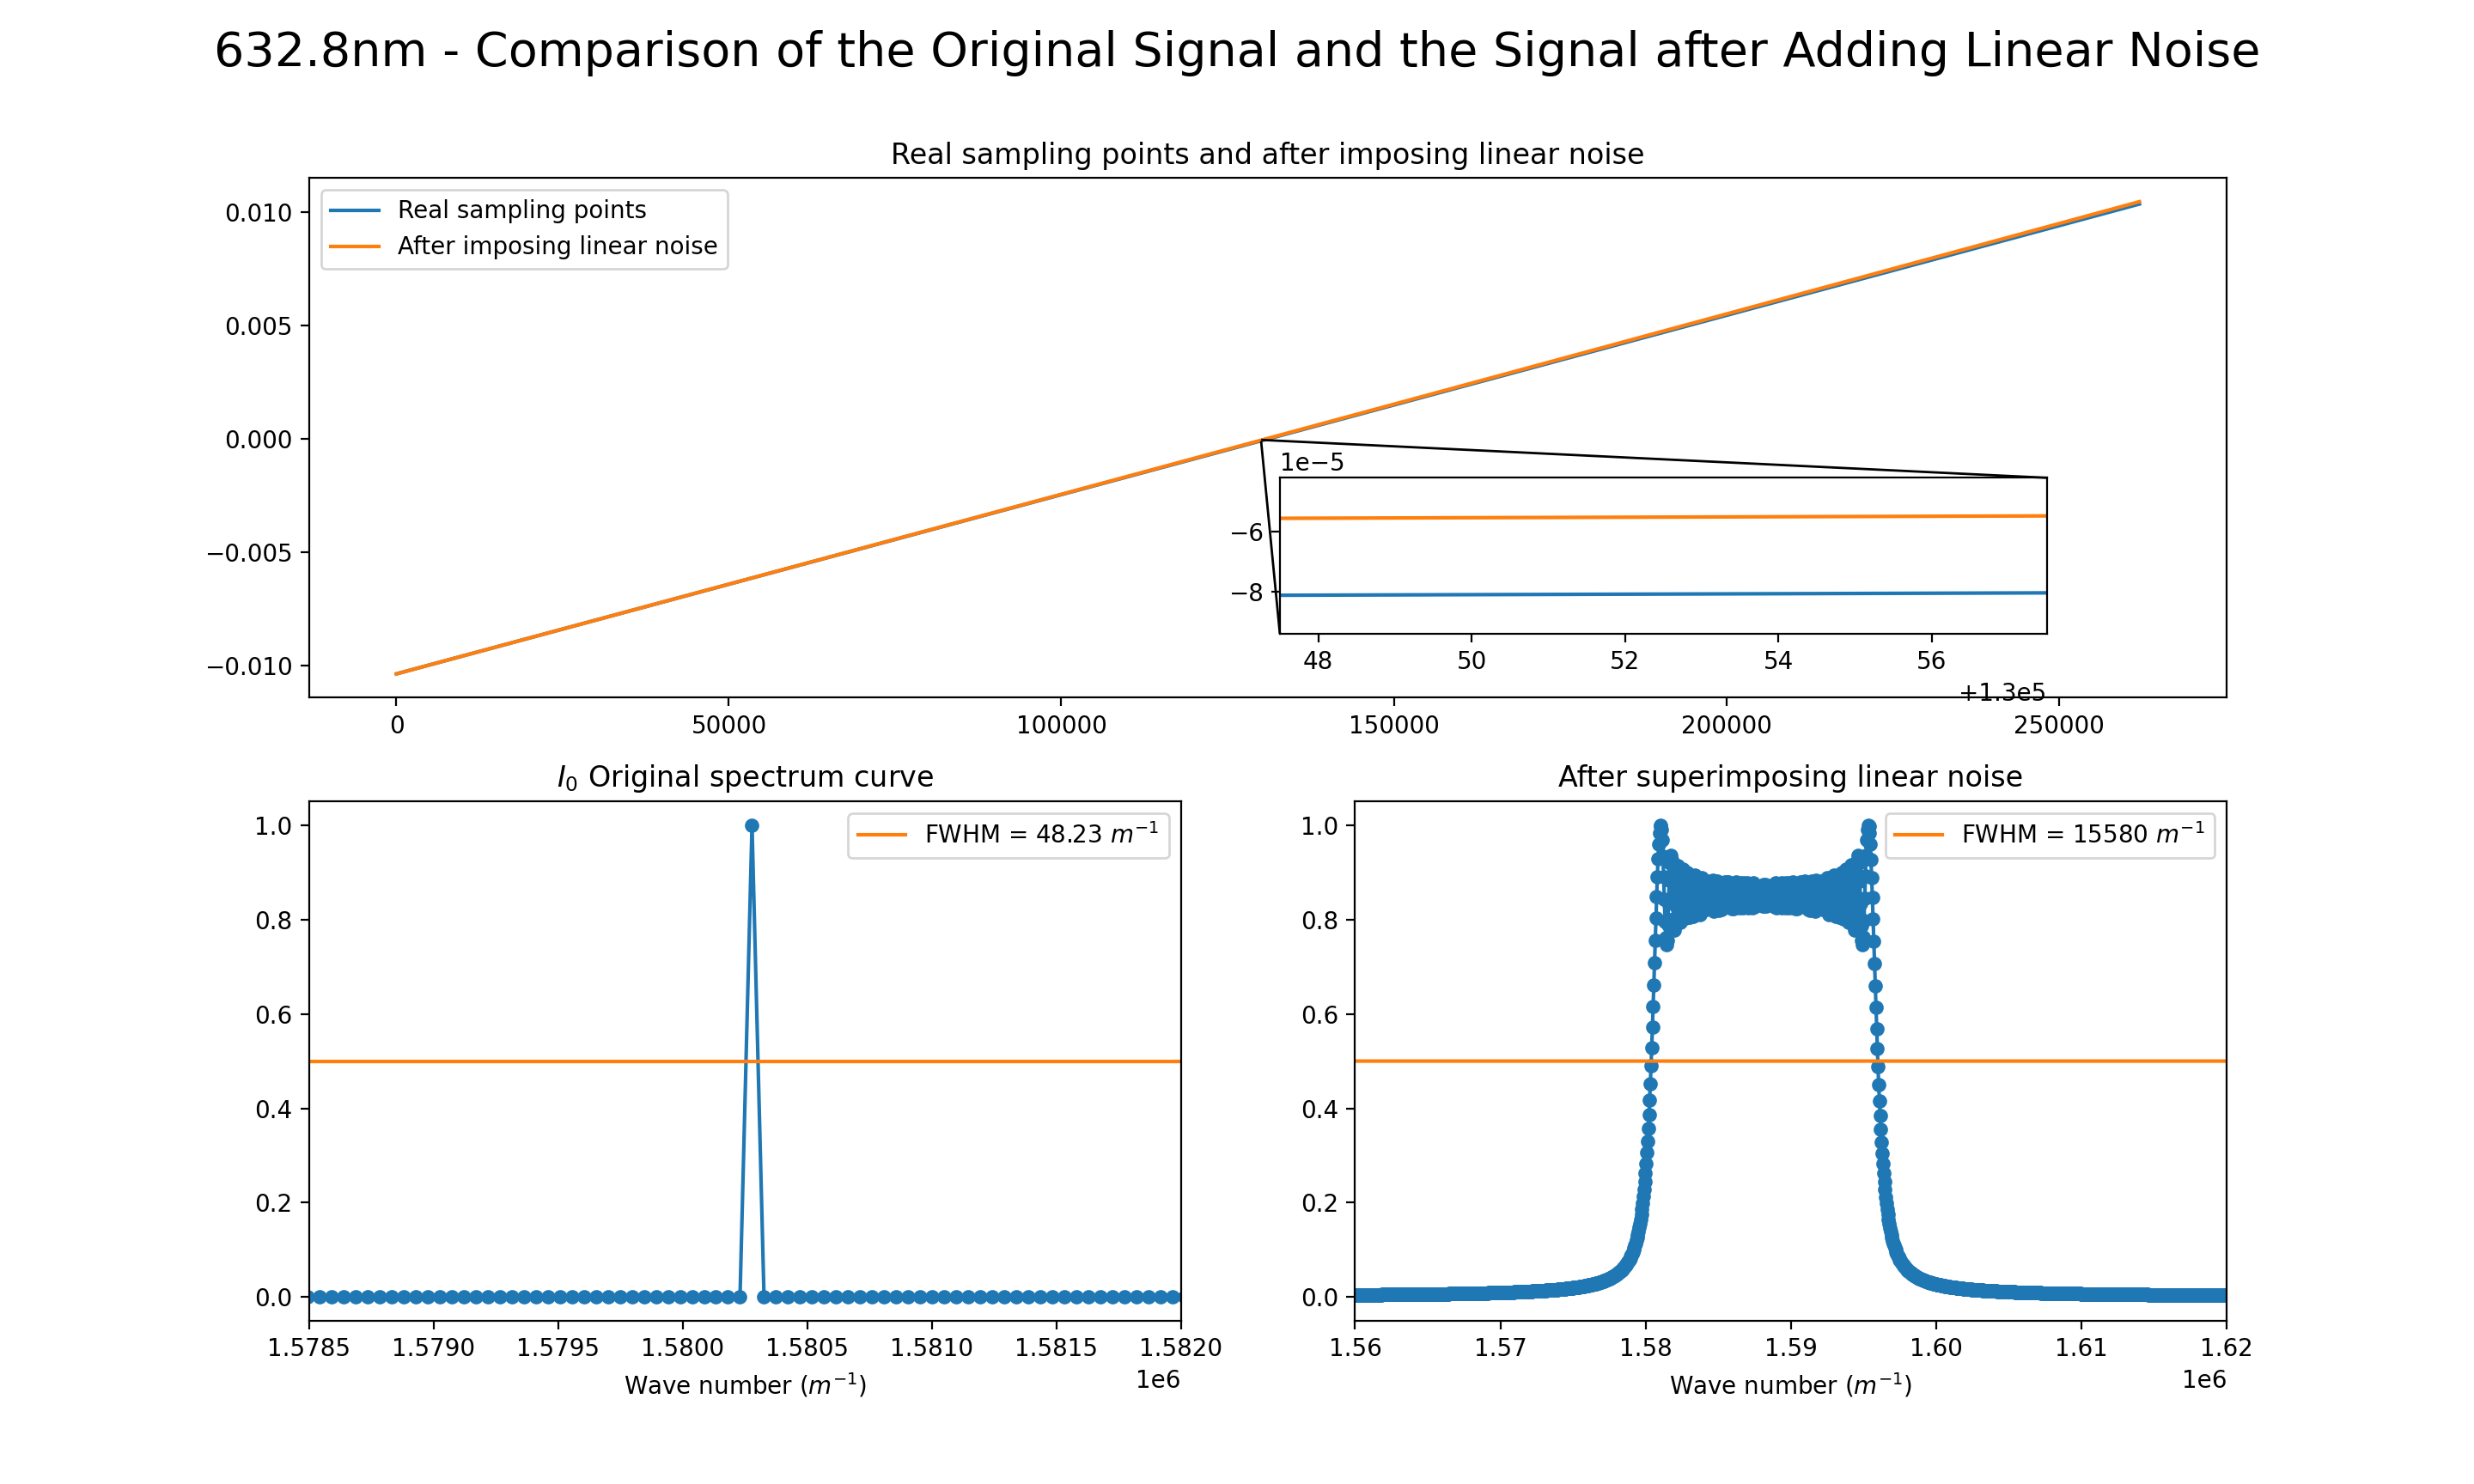 632.8nm - Comparison of the Original Signal and the Signal after Adding Linear Noise
Real sampling points and after imposing linear noise
Real sampling points
After imposing linear noise
0.010
0.005
0.000
−0.005
−0.010
1e−5
−6
−8
48 50 52 54 56
+1.3e5
0 50000 100000 150000 200000 250000
I₀ Original spectrum curve
FWHM = 48.23 m⁻¹
1.0
0.8
0.6
0.4
0.2
0.0
1.5785 1.5790 1.5795 1.5800 1.5805 1.5810 1.5815 1.5820
1e6
Wave number (m⁻¹)
After superimposing linear noise
FWHM = 15580 m⁻¹
1.0
0.8
0.6
0.4
0.2
0.0
1.56 1.57 1.58 1.59 1.60 1.61 1.62
1e6
Wave number (m⁻¹)